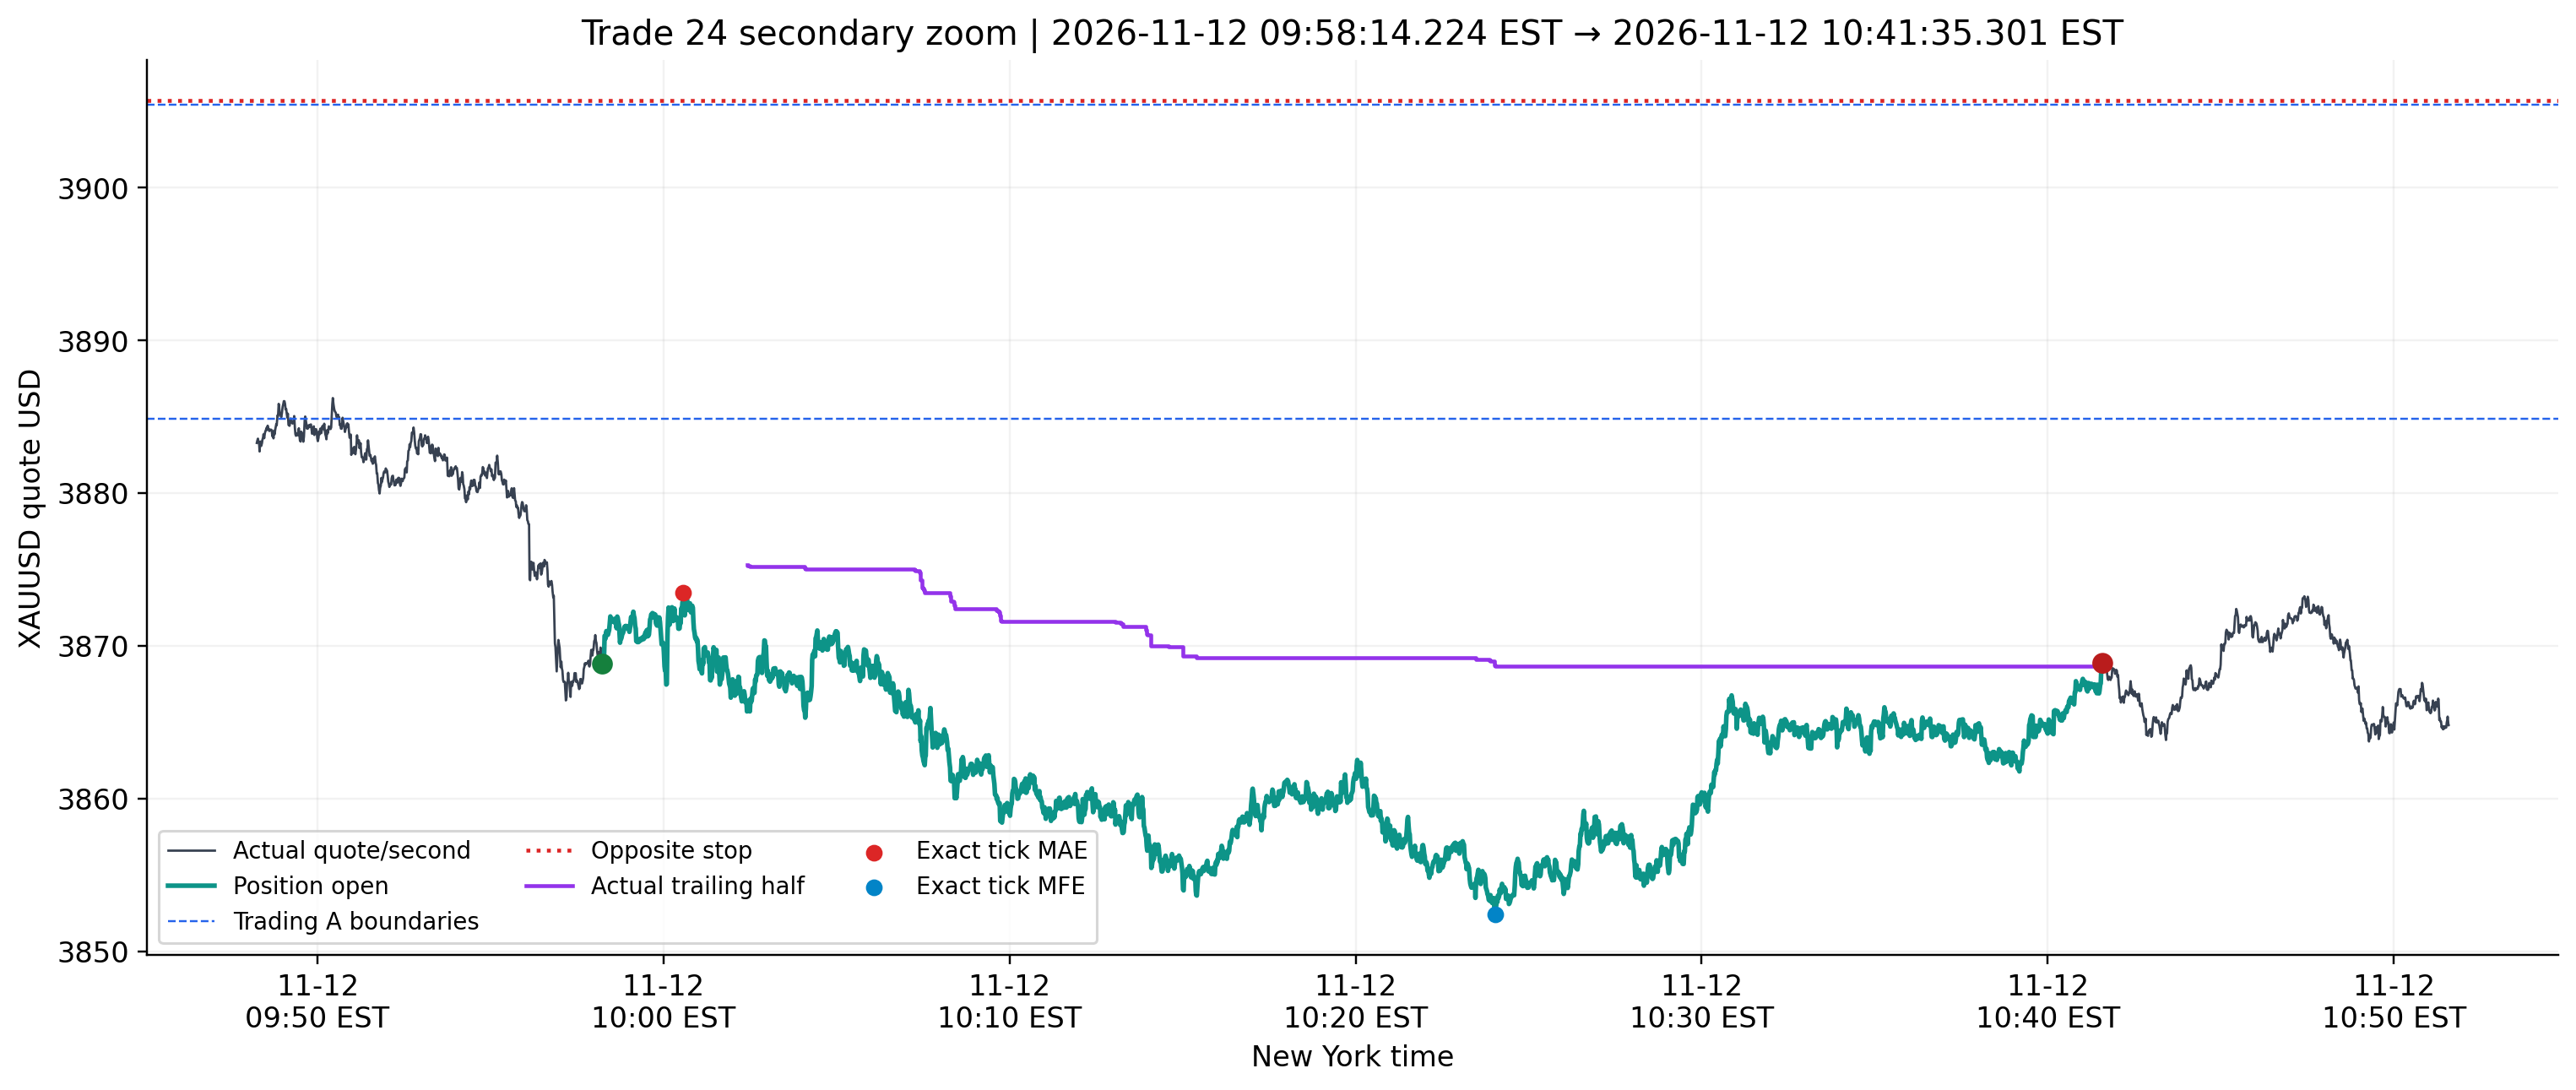 Trade 24 secondary zoom | 2026-11-12 09:58:14.224 EST → 2026-11-12 10:41:35.301 EST
XAUUSD quote USD
3900
3890
3880
3870
3860
3850
Actual quote/second
Position open
Trading A boundaries
Opposite stop
Actual trailing half
Exact tick MAE
Exact tick MFE
11-12
09:50 EST
11-12
10:00 EST
11-12
10:10 EST
11-12
10:20 EST
11-12
10:30 EST
11-12
10:40 EST
11-12
10:50 EST
New York time